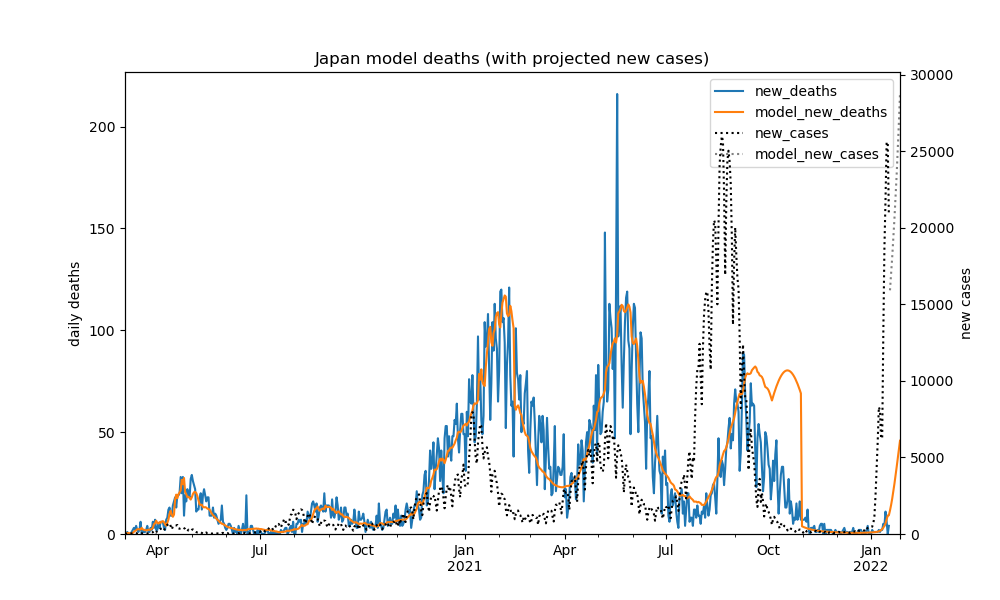 Japan model deaths (with projected new cases)
new_deaths
model_new_deaths
new_cases
model_new_cases
daily deaths
200
150
100
50
0
30000
25000
20000
15000
10000
5000
0
new cases
Apr
Jul
Oct
Jan
2021
Apr
Jul
Oct
Jan
2022